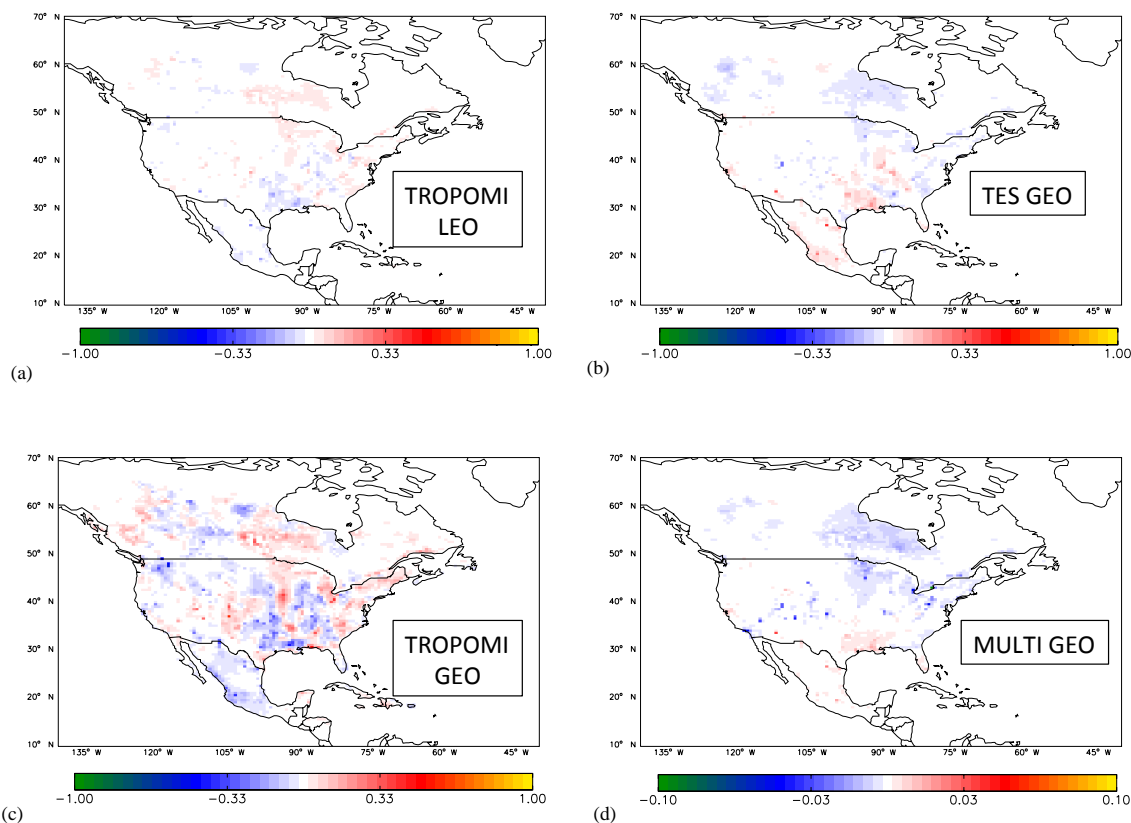 70° N
60° N
50° N
40° N
30° N
20° N
10° N
135° W 120° W 105° W 90° W 75° W 60° W 45° W
TROPOMI
LEO
−1.00 −0.33 0.33 1.00
(a)
70° N
60° N
50° N
40° N
30° N
20° N
10° N
135° W 120° W 105° W 90° W 75° W 60° W 45° W
TES GEO
−1.00 −0.33 0.33 1.00
(b)
70° N
60° N
50° N
40° N
30° N
20° N
10° N
135° W 120° W 105° W 90° W 75° W 60° W 45° W
TROPOMI
GEO
−1.00 −0.33 0.33 1.00
(c)
70° N
60° N
50° N
40° N
30° N
20° N
10° N
135° W 120° W 105° W 90° W 75° W 60° W 45° W
MULTI GEO
−0.10 −0.03 0.03 0.10
(d)